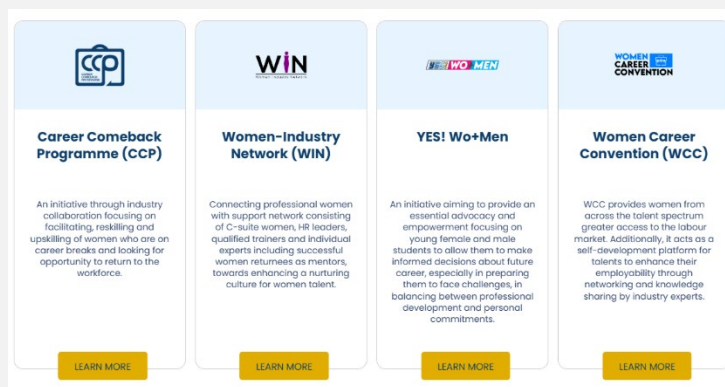 ccp
WIN
Women Industry Network
YES! WO+MEN
WOMEN
CAREER
CONVENTION
Career Comeback
Programme (CCP)
An initiative through industry
collaboration focusing on
facilitating, reskilling and
upskilling of women who are on
career breaks and looking for
opportunity to return to the
workforce.
LEARN MORE
Women-Industry
Network (WIN)
Connecting professional women
with support network consisting
of C-suite women, HR leaders,
qualified trainers and individual
experts including successful
women returnees as mentors,
towards enhancing a nurturing
culture for women talent.
LEARN MORE
YES! Wo+Men
An initiative aiming to provide an
essential advocacy and
empowerment focusing on
young female and male
students to allow them to make
informed decisions about future
career, especially in preparing
them to face challenges, in
balancing between professional
development and personal
commitments.
LEARN MORE
Women Career
Convention (WCC)
WCC provides women from
across the talent spectrum
greater access to the labour
market. Additionally, it acts as a
self-development platform for
talents to enhance their
employability through
networking and knowledge
sharing by industry experts.
LEARN MORE